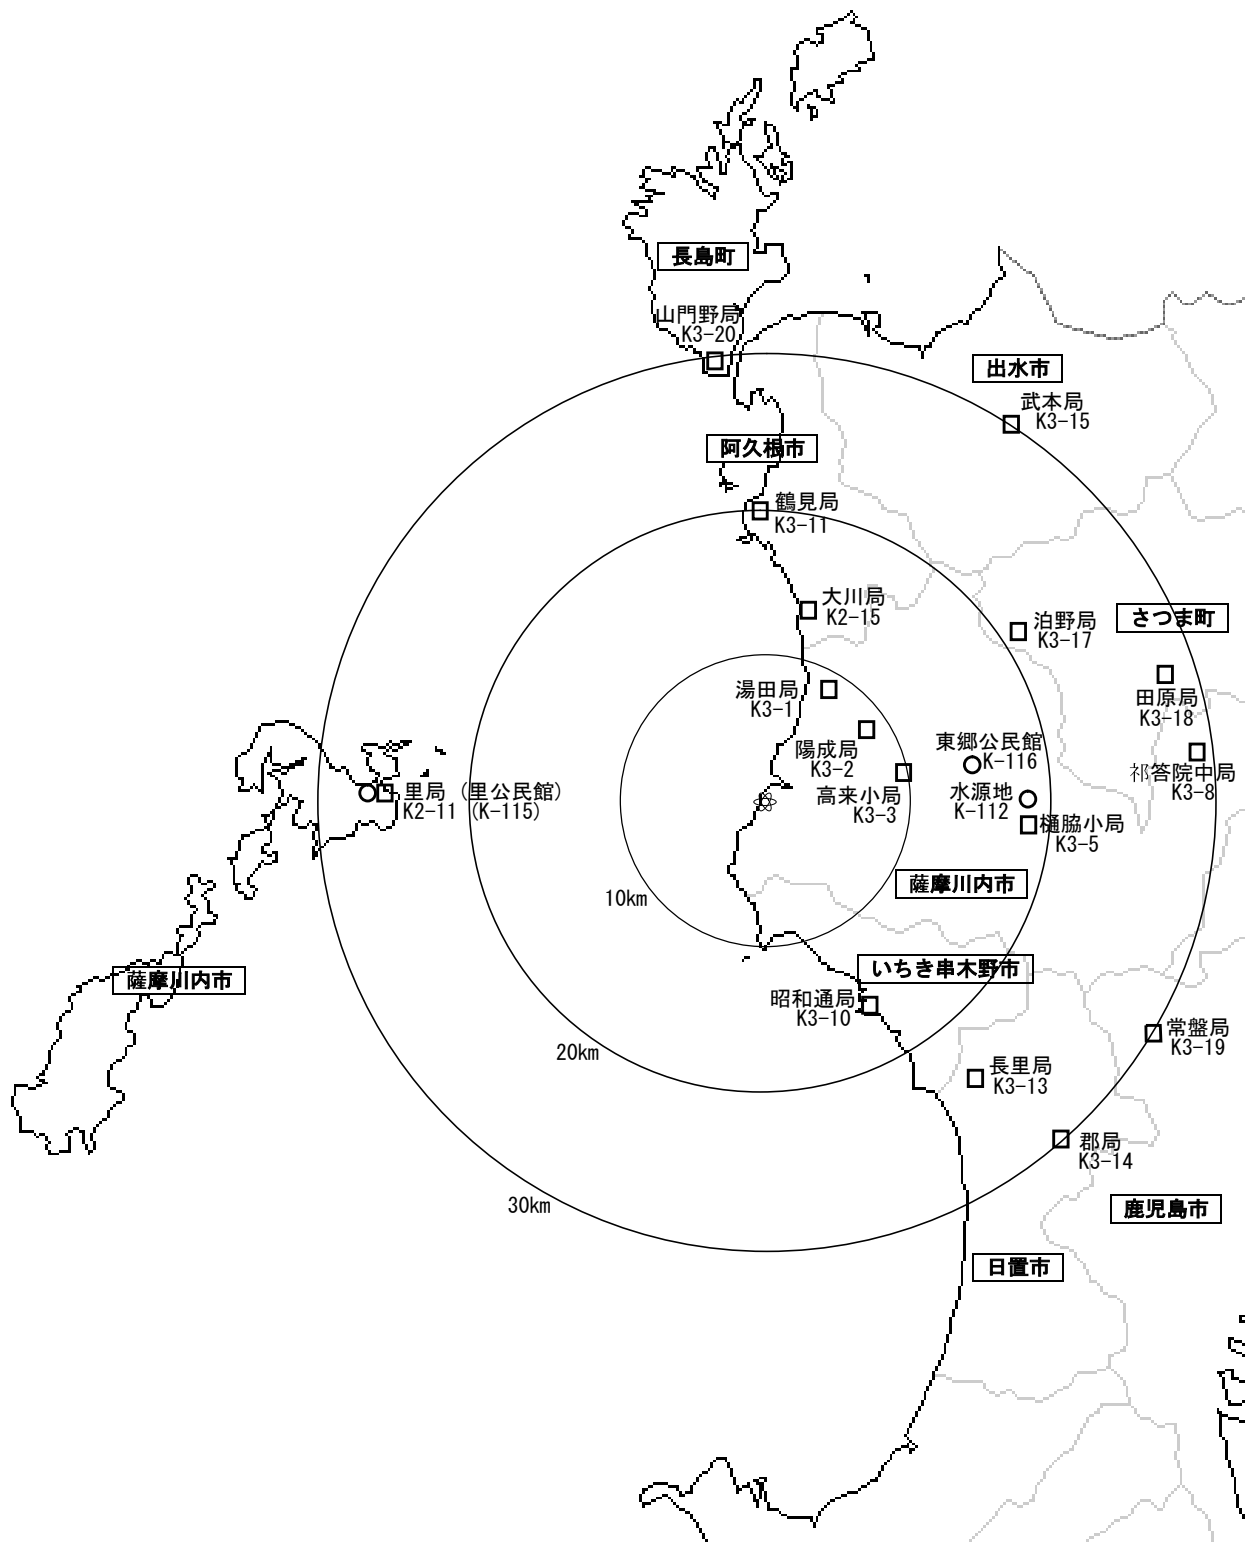 長島町
山門野局
K3-20
出水市
武本局
K3-15
阿久根市
鶴見局
K3-11
大川局
K2-15
泊野局
K3-17
さつま町
湯田局
K3-1
田原局
K3-18
陽成局
K3-2
東郷公民館
K-116
祁答院中局
K3-8
高来小局
K3-3
水源地
K-112
里局 (里公民館)
K2-11 (K-115)
樋脇小局
K3-5
薩摩川内市
10km
いちき串木野市
薩摩川内市
昭和通局
K3-10
常盤局
K3-19
20km
長里局
K3-13
郡局
K3-14
30km
鹿児島市
日置市